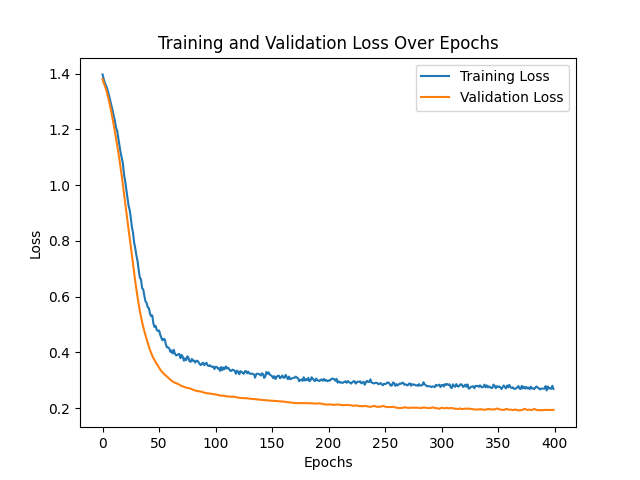 Training and Validation Loss Over Epochs
Training Loss
Validation Loss
1.4
1.2
1.0
0.8
0.6
0.4
0.2
Loss
0 50 100 150 200 250 300 350 400
Epochs